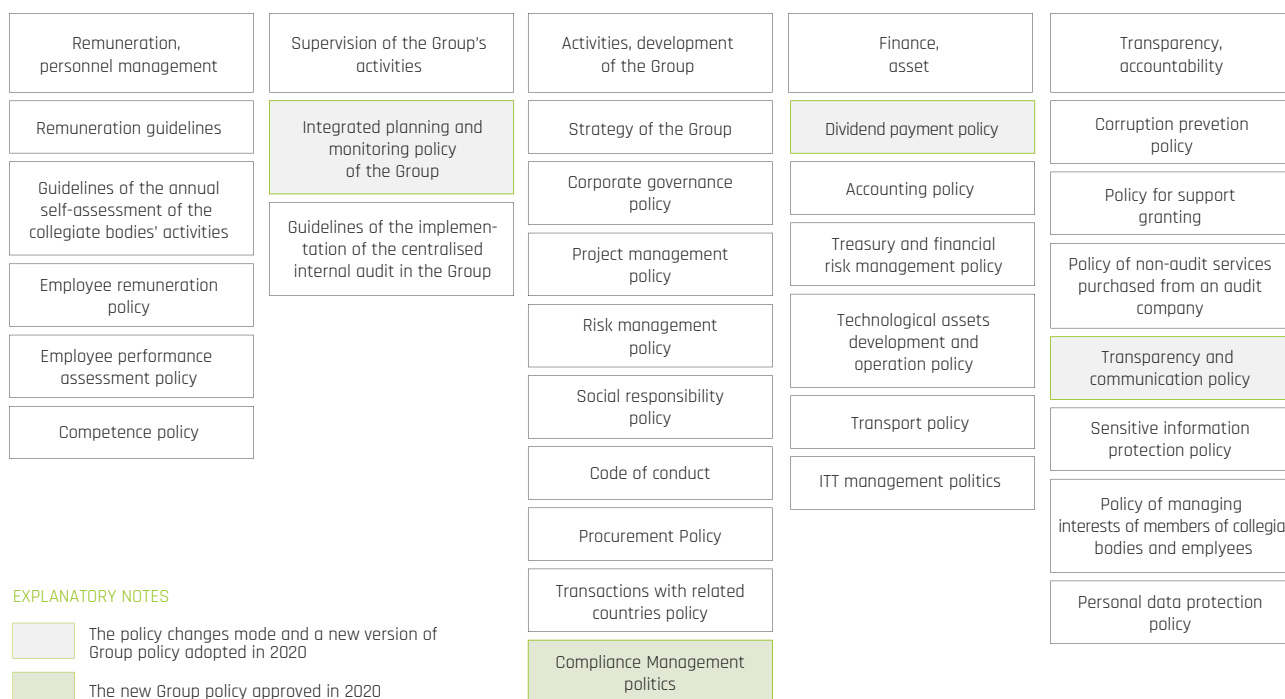 Remuneration,
personnel management
Remuneration guidelines
Guidelines of the annual
self-assessment of the
collegiate bodies' activities
Employee remuneration
policy
Employee performance
assessment policy
Competence policy
Supervision of the Group's
activities
Integrated planning and
monitoring policy
of the Group
Guidelines of the implemen-
tation of the centralised
internal audit in the Group
Activities, development
of the Group
Strategy of the Group
Corporate governance
policy
Project management
policy
Risk management
policy
Social responsibility
policy
Code of conduct
Procurement Policy
Transactions with related
countries policy
Compliance Management
politics
Finance,
asset
Dividend payment policy
Accounting policy
Treasury and financial
risk management policy
Technological assets
development and
operation policy
Transport policy
ITT management politics
Transparency,
accountability
Corruption prevetion
policy
Policy for support
granting
Policy of non-audit services
purchased from an audit
company
Transparency and
communication policy
Sensitive information
protection policy
Policy of managing
interests of members of collegia
bodies and emplyees
Personal data protection
policy
EXPLANATORY NOTES
The policy changes mode and a new version of
Group policy adopted in 2020
The new Group policy approved in 2020